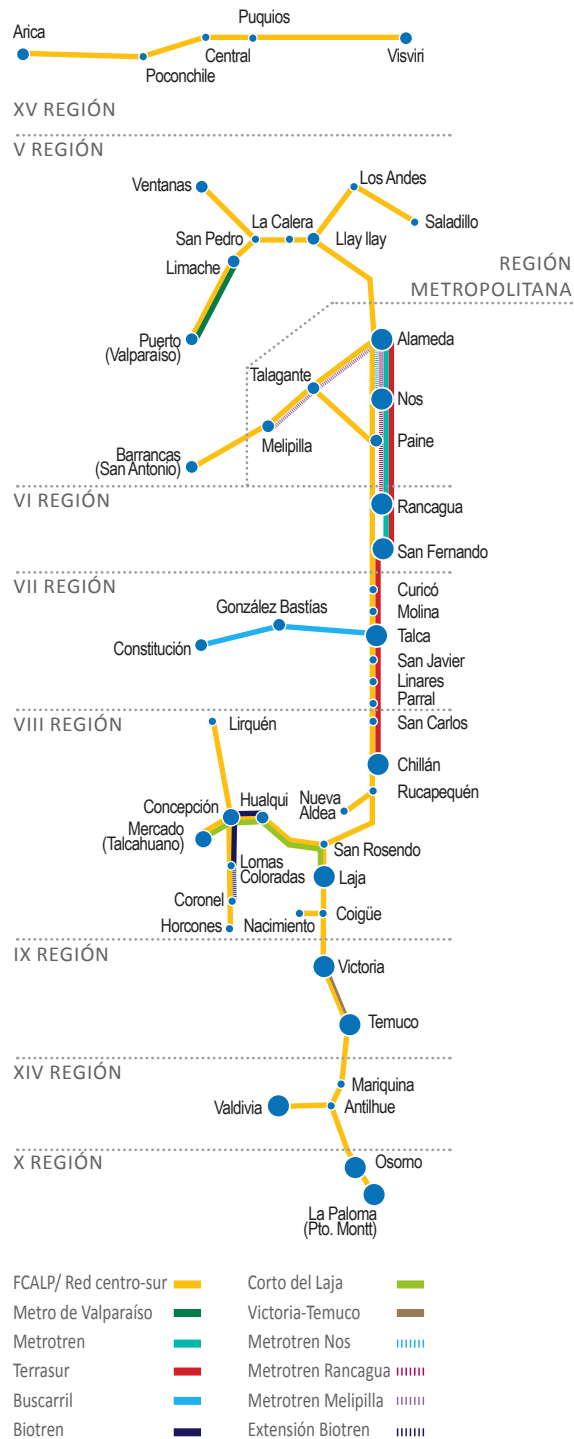 Puquios
Arica
Central
Visviri
Poconchile
XV REGIÓN
V REGIÓN
Los Andes
Ventanas
La Calera
Saladillo
San Pedro
Llay llay
Limache
REGIÓN
METROPOLITANA
Puerto
(Valparaíso)
Alameda
Talagante
Nos
Paine
Melipilla
Barrancas
(San Antonio)
VI REGIÓN
Rancagua
San Fernando
VII REGIÓN
Curicó
González Bastías
Molina
Talca
Constitución
San Javier
Linares
Parral
VIII REGIÓN
Lirquén
San Carlos
Chillán
Nueva
Aldea
Rucapequén
Concepción
Hualqui
Mercado
(Talcahuano)
San Rosendo
Lomas
Coloradas
Laja
Coronel
Horcones
Nacimiento
Coigüe
IX REGIÓN
Victoria
Temuco
XIV REGIÓN
Mariquina
Valdivia
Antilhue
X REGIÓN
Osorno
La Paloma
(Pto. Montt)
FCALP/ Red centro-sur
Metro de Valparaíso
Metrotren
Terrasur
Buscarril
Biotren
Corto del Laja
Victoria-Temuco
Metrotren Nos
Metrotren Rancagua
Metrotren Melipilla
Extensión Biotren